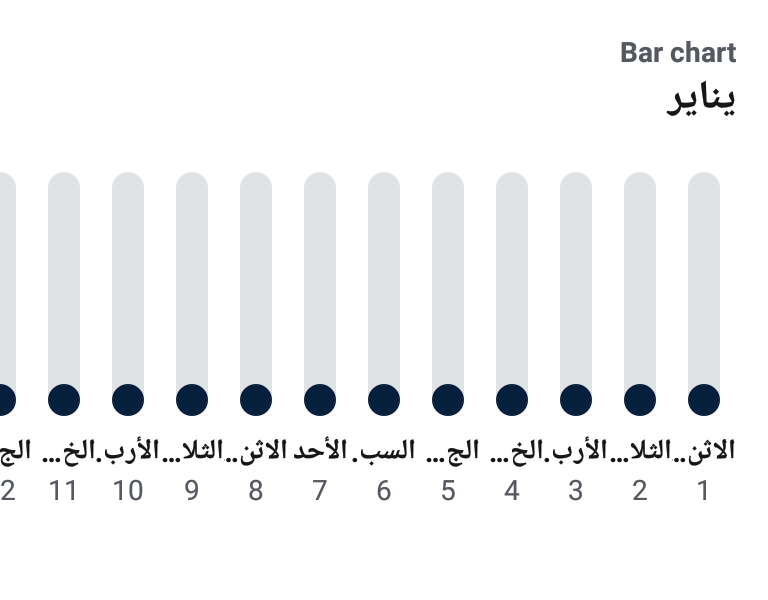 Bar chart
يناير
الاثن.. الثلا... الأرب. الخ... الج... السب. الأحد الاثن.. الثلا... الأرب. الخ... الج
1 2 3 4 5 6 7 8 9 10 11 2